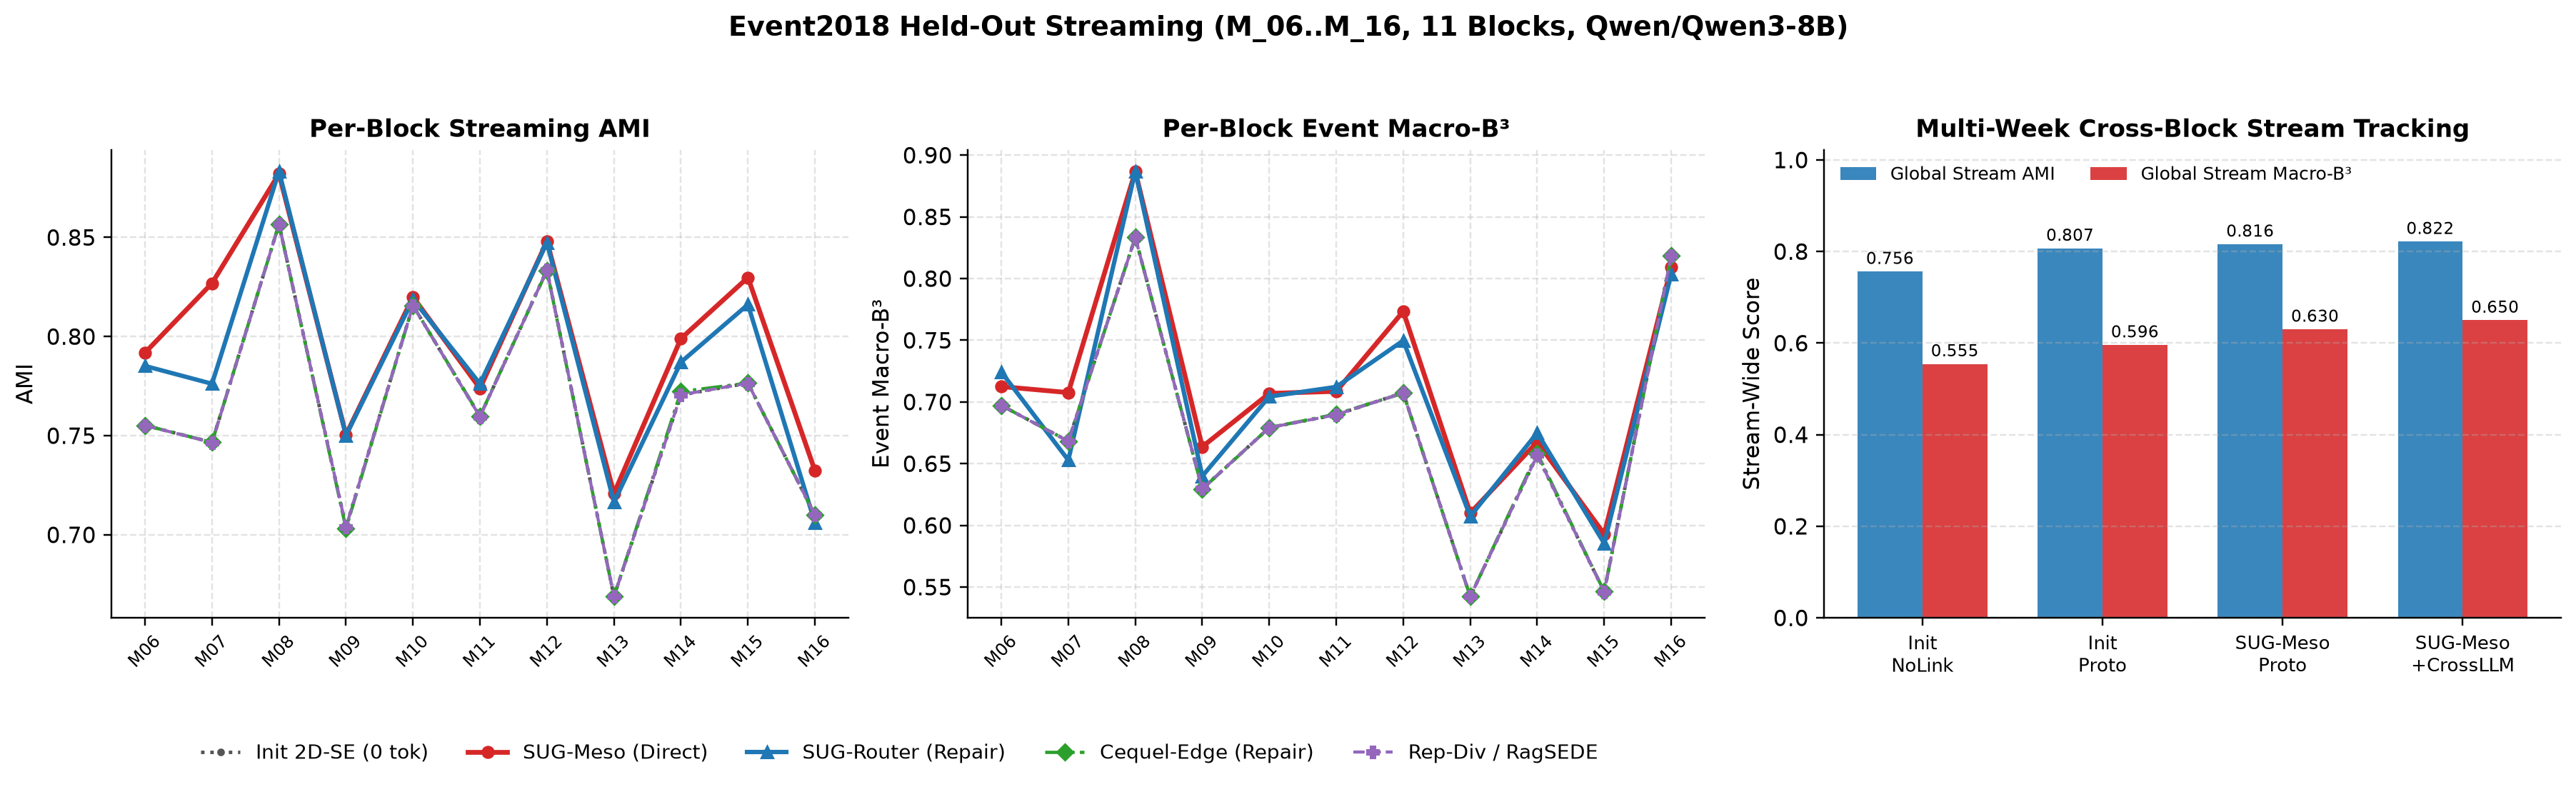 Event2018 Held-Out Streaming (M_06..M_16, 11 Blocks, Qwen/Qwen3-8B)
Per-Block Streaming AMI
AMI
0.85
0.80
0.75
0.70
M06
M07
M08
M09
M10
M11
M12
M13
M14
M15
M16
Per-Block Event Macro-B³
Event Macro-B³
0.90
0.85
0.80
0.75
0.70
0.65
0.60
0.55
M06
M07
M08
M09
M10
M11
M12
M13
M14
M15
M16
Multi-Week Cross-Block Stream Tracking
Stream-Wide Score
1.0
0.8
0.6
0.4
0.2
0.0
Global Stream AMI
Global Stream Macro-B³
0.756
0.555
0.807
0.596
0.816
0.630
0.822
0.650
Init
NoLink
Init
Proto
SUG-Meso
Proto
SUG-Meso
+CrossLLM
Init 2D-SE (0 tok)
SUG-Meso (Direct)
SUG-Router (Repair)
Cequel-Edge (Repair)
Rep-Div / RagSEDE